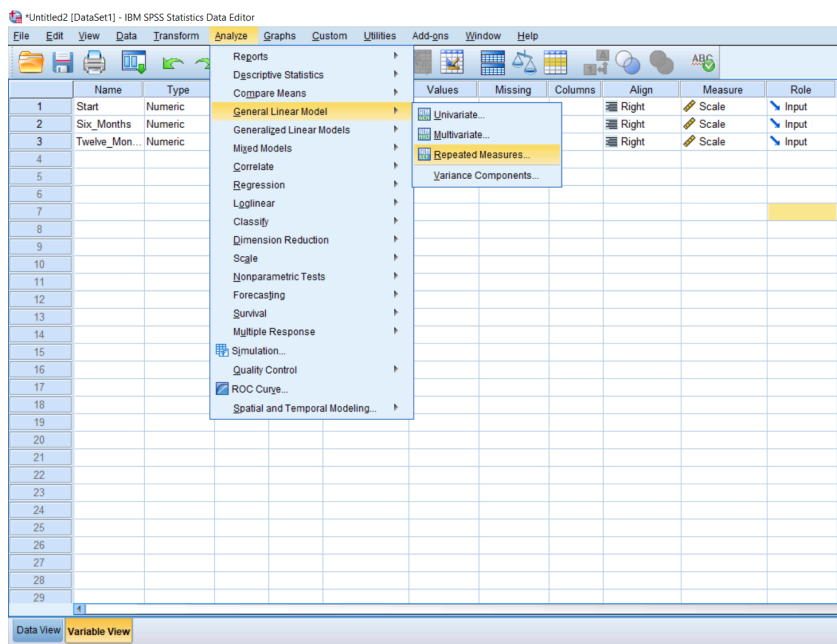 *Untitled2 [DataSet1] - IBM SPSS Statistics Data Editor
File Edit View Data Transform Analyze Graphs Custom Utilities Add-ons Window Help
Reports
Descriptive Statistics
Compare Means
General Linear Model
Generalized Linear Models
Mixed Models
Correlate
Regression
Loglinear
Classify
Dimension Reduction
Scale
Nonparametric Tests
Forecasting
Survival
Multiple Response
Simulation...
Quality Control
ROC Curve...
Spatial and Temporal Modeling...
Univariate...
Multivariate...
Repeated Measures...
Variance Components...
A
ABC
Name Type Values Missing Columns Align Measure Role
1 Start Numeric Right Scale Input
2 Six_Months Numeric Right Scale Input
3 Twelve_Mon... Numeric Right Scale Input
4
5
6
7
8
9
10
11
12
13
14
15
16
17
18
19
20
21
22
23
24
25
26
27
28
29
Data View Variable View